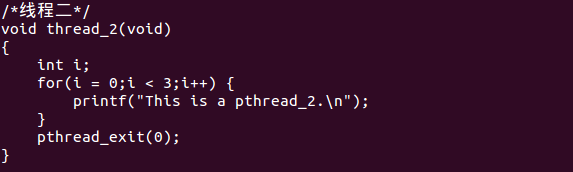 /*线程二*/
void thread_2(void)
{
    int i;
    for(i = 0;i < 3;i++) {
        printf("This is a pthread_2.\n");
    }
    pthread_exit(0);
}